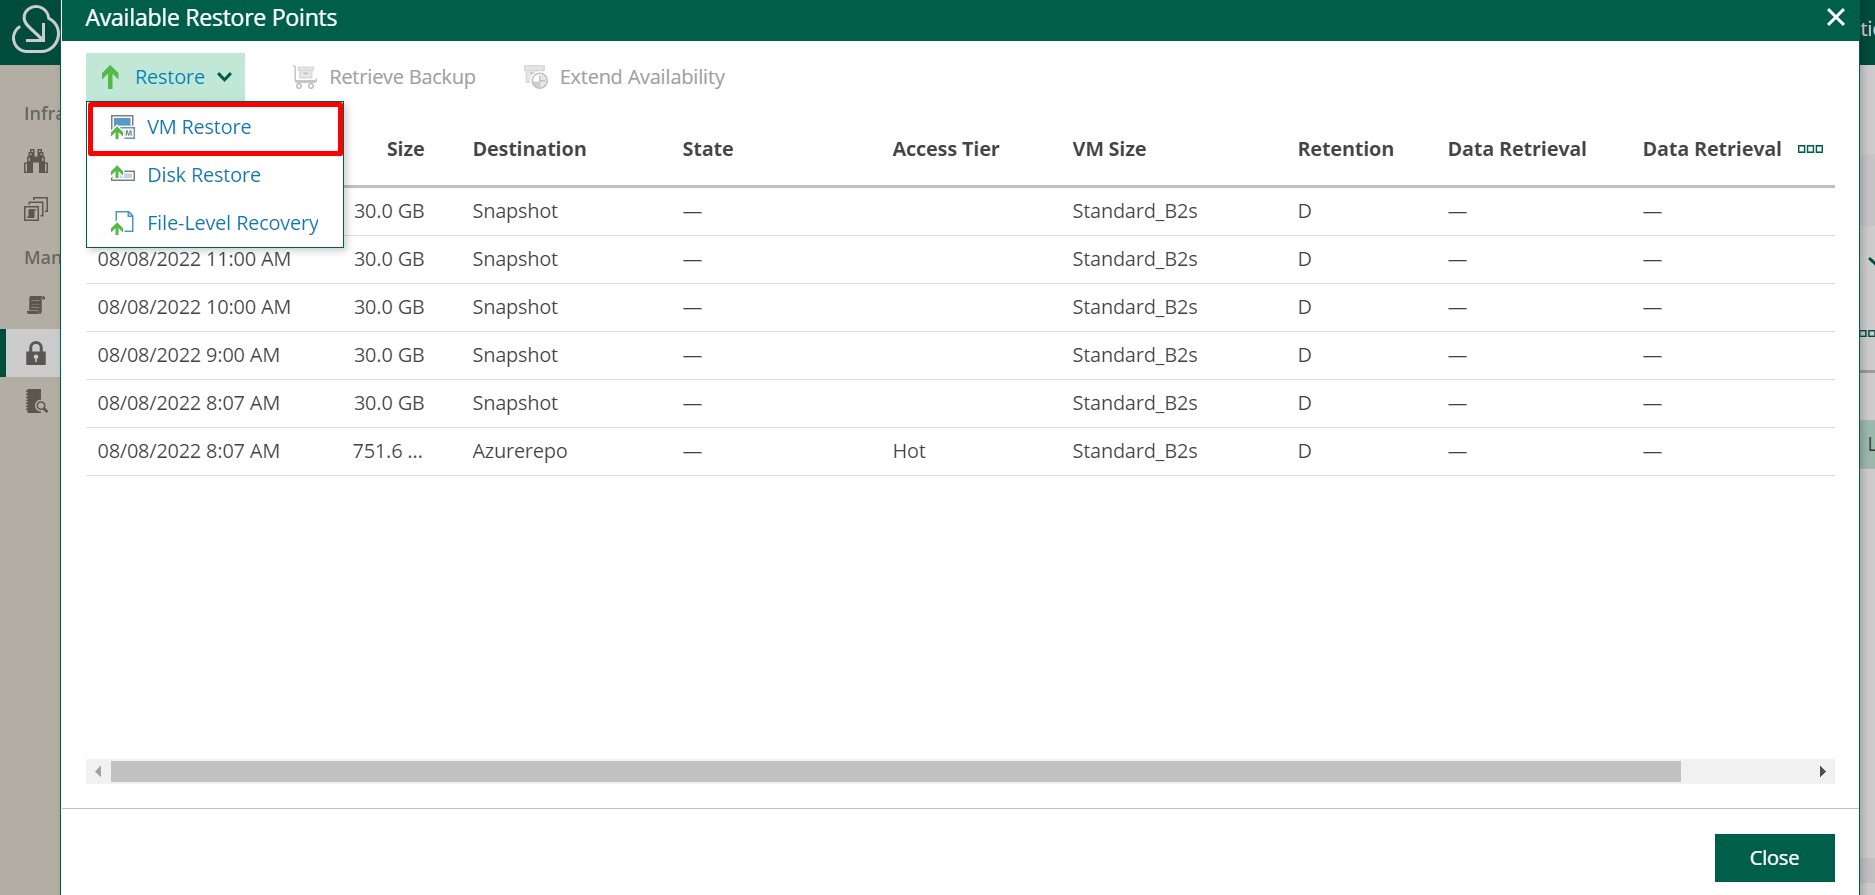 Available Restore Points
Restore Retrieve Backup Extend Availability
VM Restore
Disk Restore
File-Level Recovery
Size Destination State Access Tier VM Size Retention Data Retrieval Data Retrieval
30.0 GB Snapshot — Standard_B2s D — —
08/08/2022 11:00 AM 30.0 GB Snapshot — Standard_B2s D — —
08/08/2022 10:00 AM 30.0 GB Snapshot — Standard_B2s D — —
08/08/2022 9:00 AM 30.0 GB Snapshot — Standard_B2s D — —
08/08/2022 8:07 AM 30.0 GB Snapshot — Standard_B2s D — —
08/08/2022 8:07 AM 751.6 ... Azurerepo — Hot Standard_B2s D — —
Close
Infra
Man